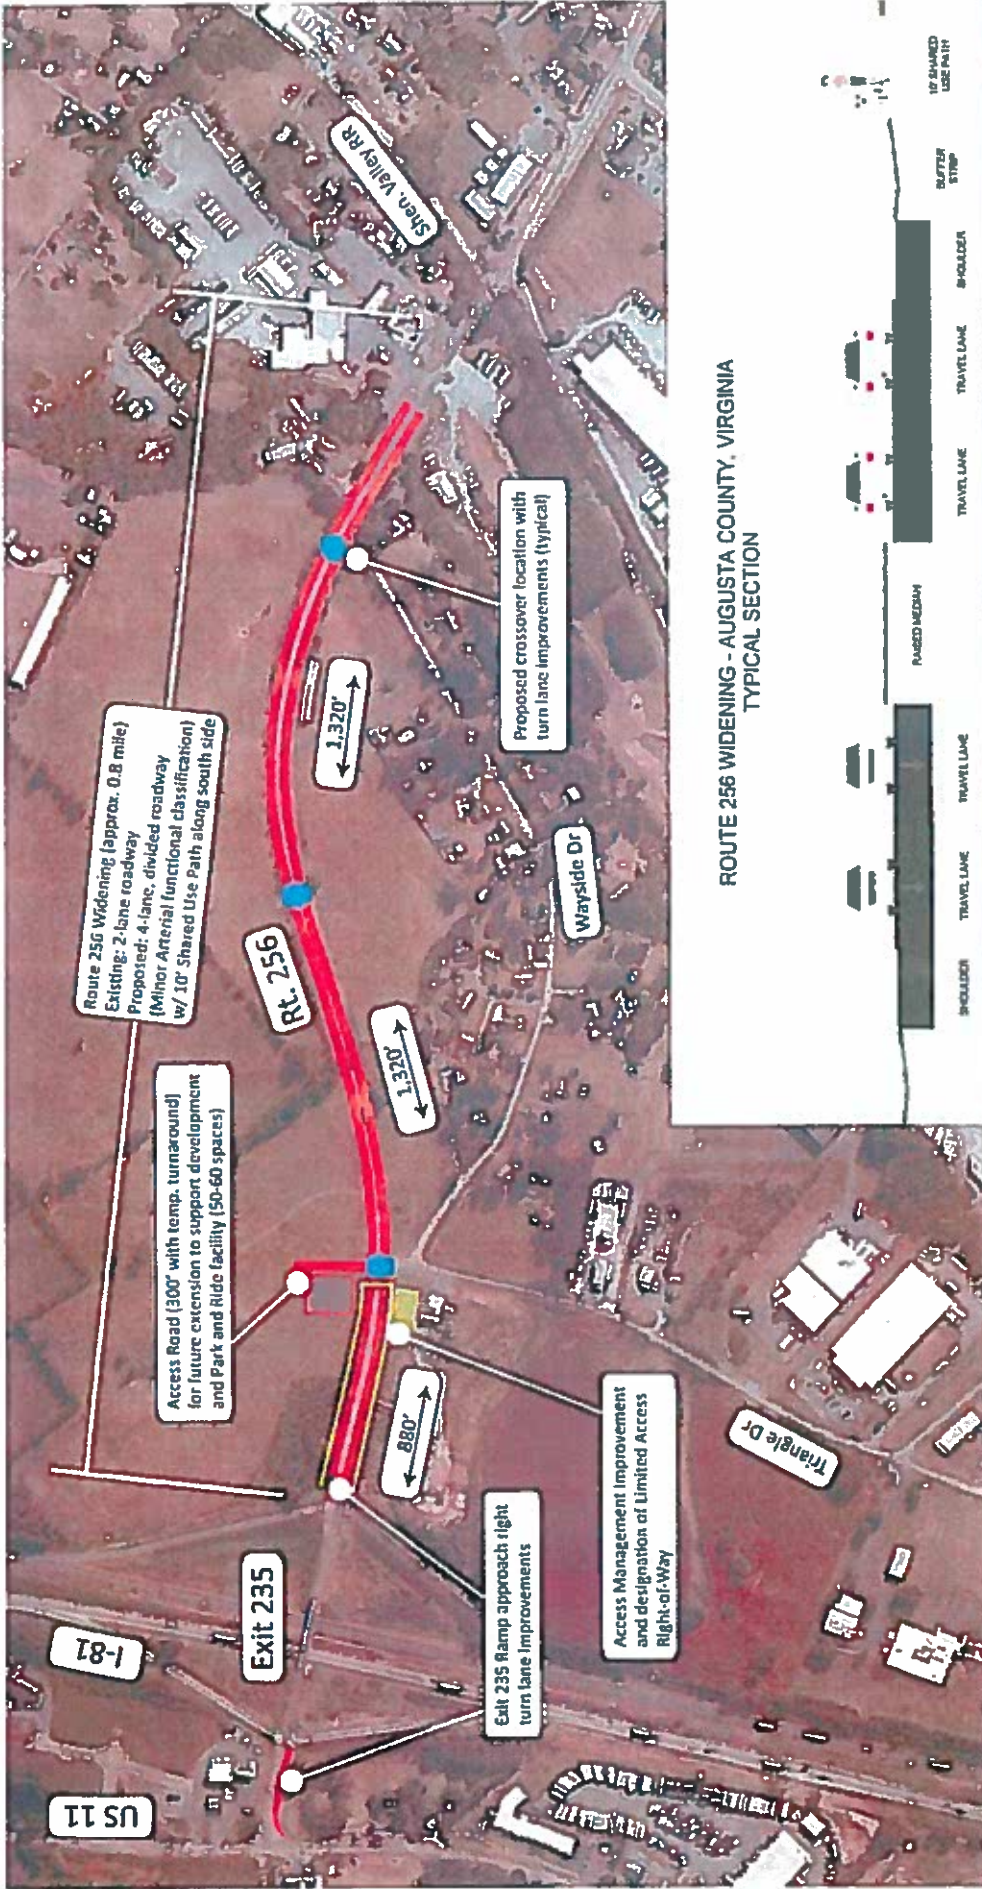 US 11
I-81
Exit 235
Exit 235 Ramp approach right
turn lane improvements
Access Road (300' with temp. turnaround)
for future extension to support development
and Park and Ride facility (50-60 spaces)
880'
Access Management Improvement
and designation of Limited Access
Right-of-Way
Triangle Dr
Route 256 Widening (approx. 0.8 mile)
Existing: 2-lane roadway
Proposed: 4-lane, divided roadway
(Minor Arterial functional classification)
w/ 10' Shared Use Path along south side
Rt. 256
1,320'
Wayside Dr
1,320'
Proposed crossover location with
turn lane improvements (typical)
Shen. Valley RR
ROUTE 256 WIDENING - AUGUSTA COUNTY, VIRGINIA
TYPICAL SECTION
SHOULDER
TRAVEL LANE
TRAVEL LANE
RAISED MEDIAN
TRAVEL LANE
TRAVEL LANE
SHOULDER
BUFFER
STRIP
10' SHARED
USE PATH